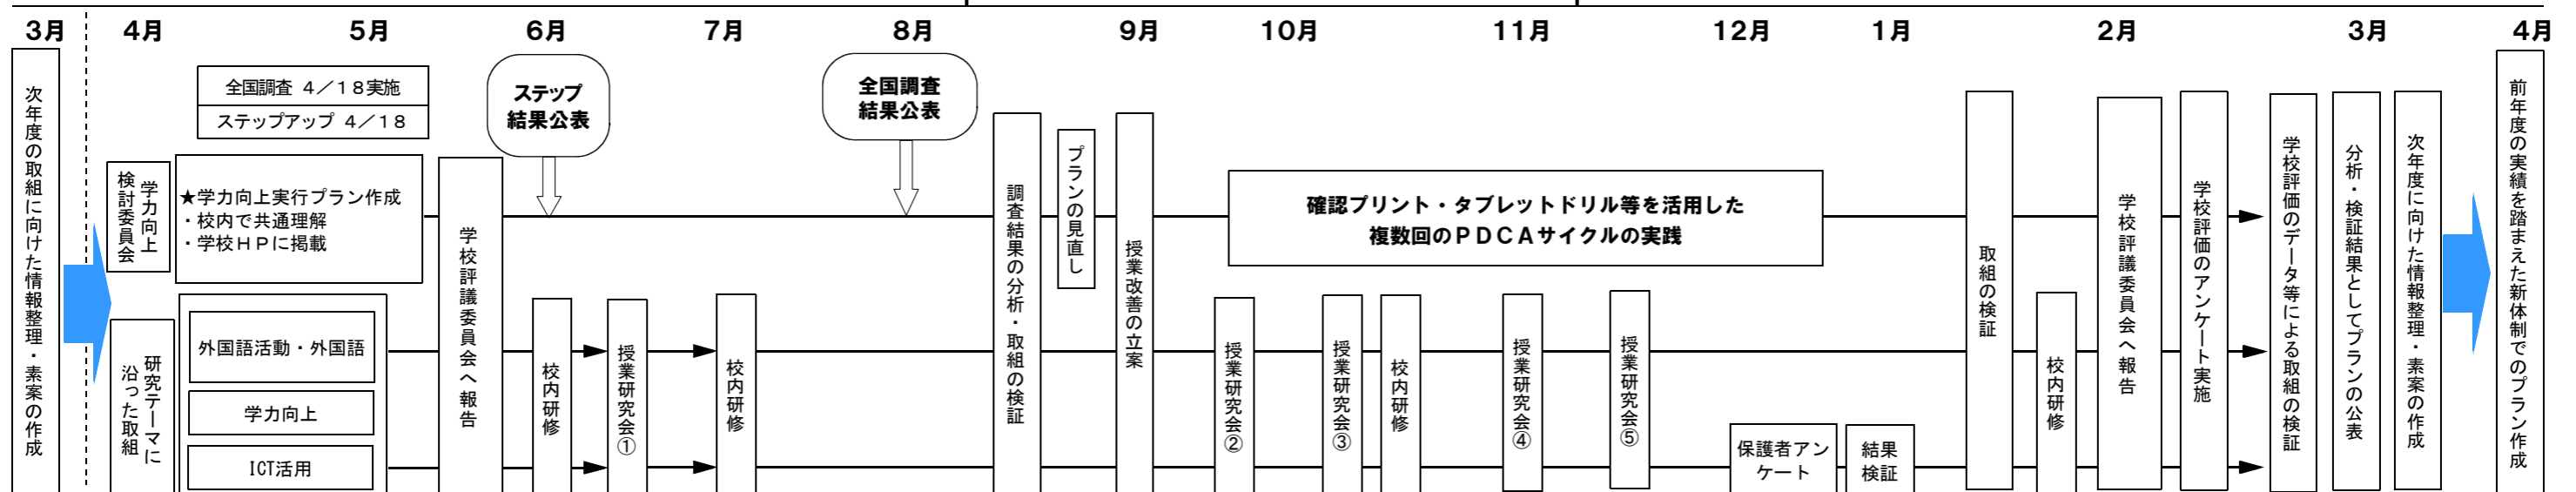 3月
4月
5月
6月
7月
8月
9月
10月
11月
12月
1月
2月
3月
4月
次年度の取組に向けた情報整理・素案の作成
全国調査 4／18実施
ステップアップ 4／18
学力向上
検討委員会
★学力向上実行プラン作成
・校内で共通理解
・学校ＨＰに掲載
研究テーマに
沿った取組
外国語活動・外国語
学力向上
ICT活用
学校評議委員会へ報告
ステップ
結果公表
校内研修
授業研究会①
校内研修
全国調査
結果公表
調査結果の分析・取組の検証
プランの見直し
授業改善の立案
確認プリント・タブレットドリル等を活用した
複数回のＰＤＣＡサイクルの実践
授業研究会②
授業研究会③
校内研修
授業研究会④
授業研究会⑤
保護者アン
ケート
結果
検証
取組の検証
校内研修
学校評議委員会へ報告
学校評価のアンケート実施
学校評価のデータ等による取組の検証
分析・検証結果としてプランの公表
次年度に向けた情報整理・素案の作成
前年度の実績を踏まえた新体制でのプラン作成